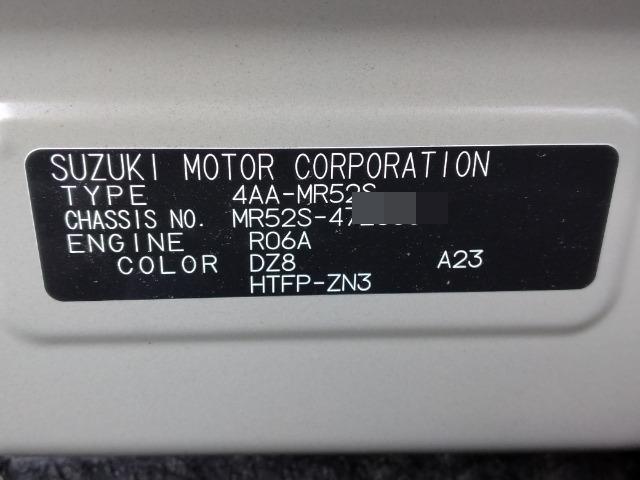 SUZUKI MOTOR CORPORATION
TYPE 4AA-MR52S
CHASSIS NO. MR52S-47
ENGINE R06A
COLOR DZ8 A23
HTFP-ZN3